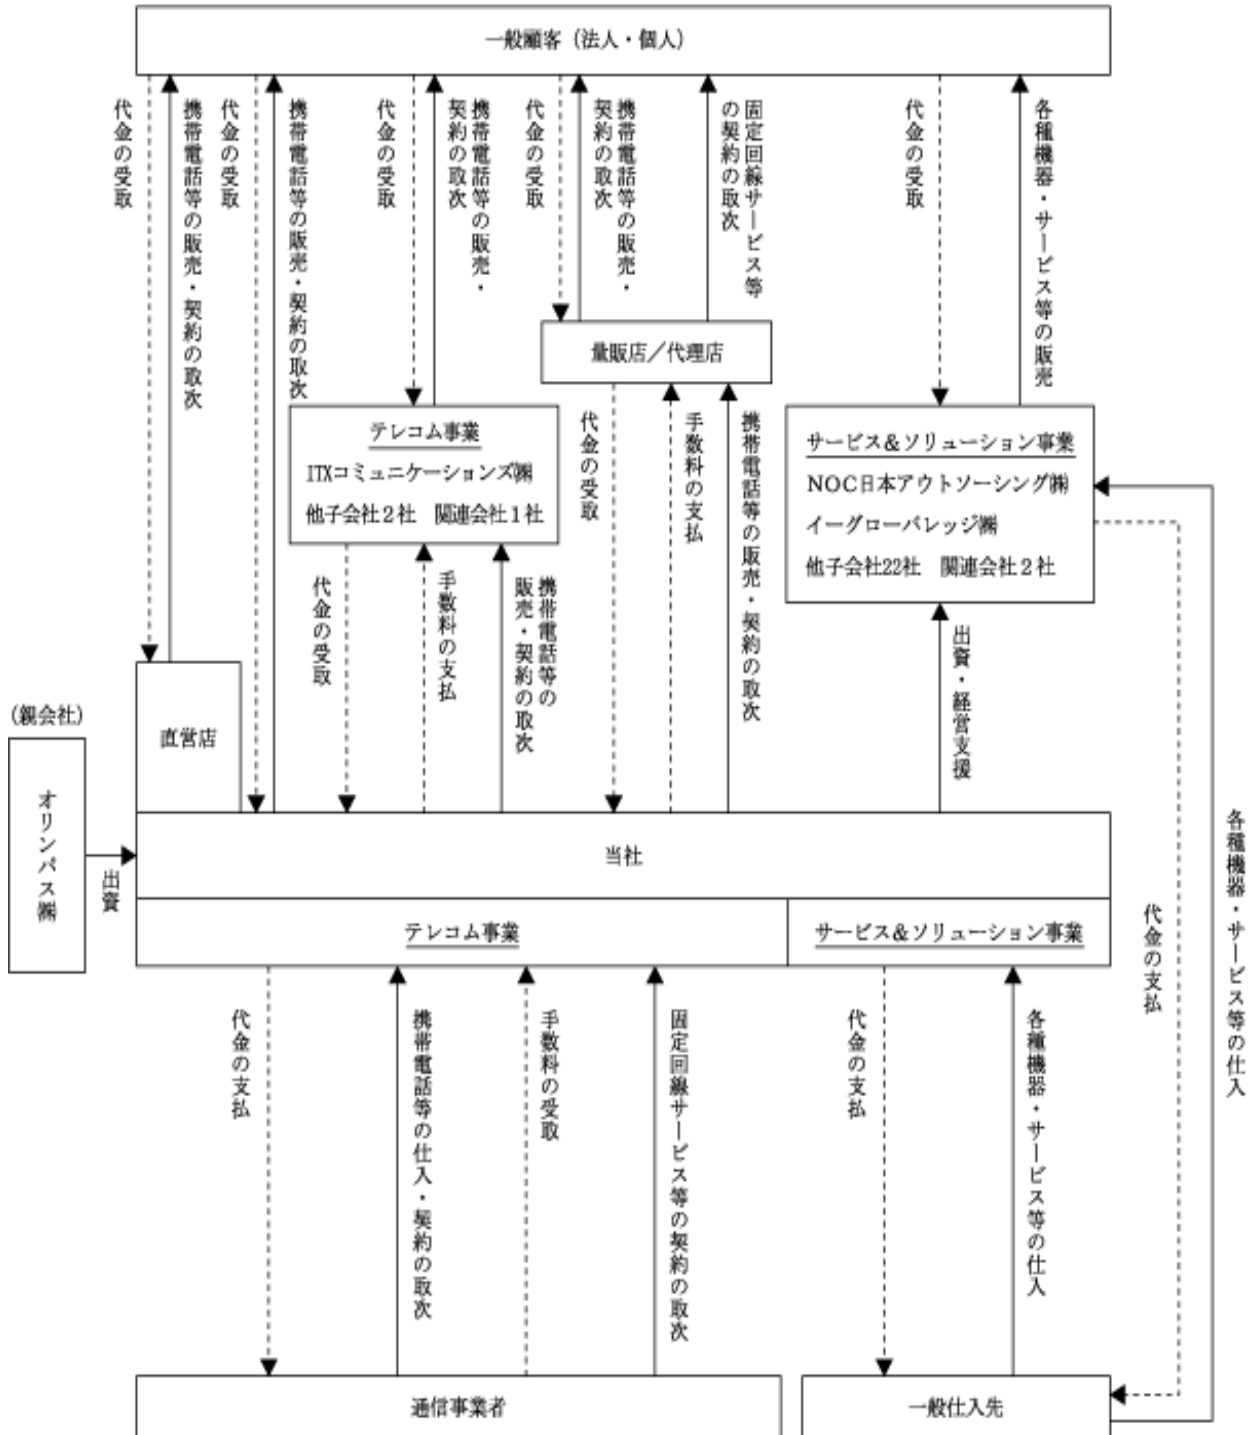 一般顧客（法人・個人）
代金の受取
携帯電話等の販売・契約の取次
代金の受取
携帯電話等の販売・契約の取次
代金の受取
携帯電話等の販売・
契約の取次
代金の受取
携帯電話等の販売・
契約の取次
固定回線サービス等
の契約の取次
代金の受取
各種機器・サービス等の販売
量販店／代理店
テレコム事業
ITXコミュニケーションズ㈱
他子会社２社　関連会社１社
代金の受取
手数料の支払
携帯電話等の販売・契約の取次
サービス＆ソリューション事業
NOC日本アウトソーシング㈱
イーグローバレッジ㈱
他子会社22社　関連会社２社
代金の受取
手数料の支払
携帯電話等の
販売・契約の取次
出資・経営支援
（親会社）
オリンパス㈱
出資
直営店
当社
テレコム事業
サービス＆ソリューション事業
代金の支払
各種機器・サービス等の仕入
代金の支払
携帯電話等の仕入・契約の取次
手数料の受取
固定回線サービス等の契約の取次
代金の支払
各種機器・サービス等の仕入
通信事業者
一般仕入先